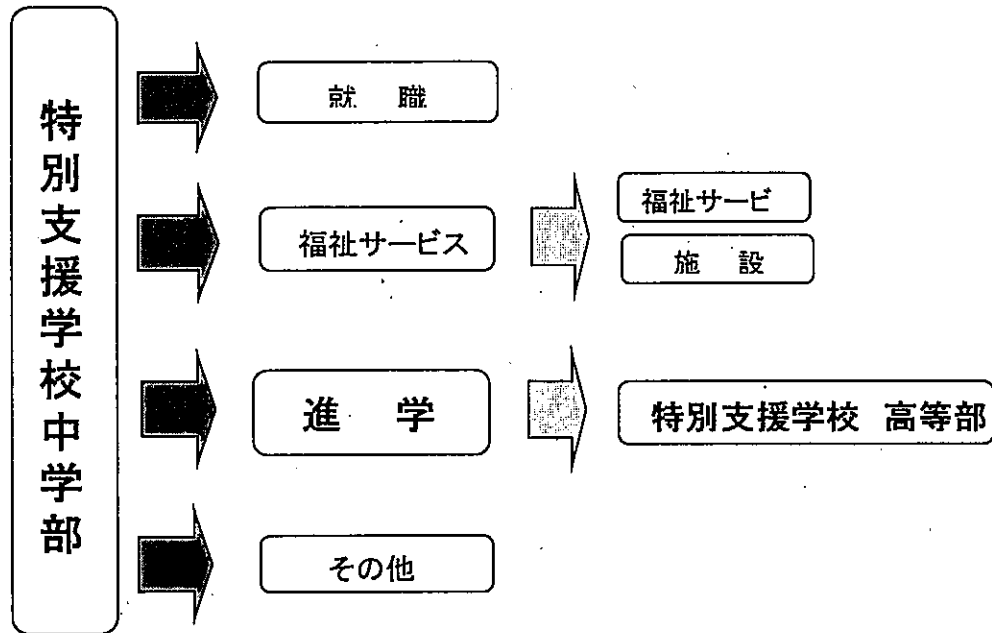 特別支援学校中学部
就　職
福祉サービス
福祉サービ
施　設
進　学
特別支援学校 高等部
その他